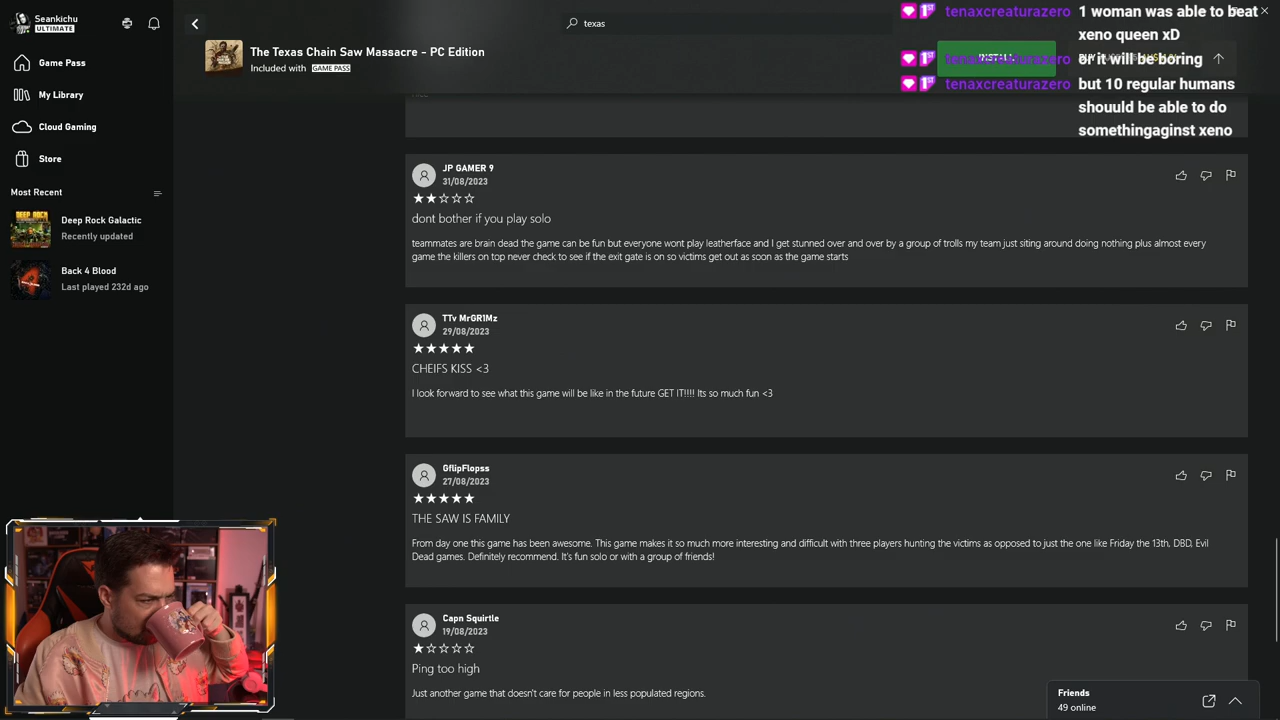 Seankichu
ULTIMATE
Game Pass
My Library
Cloud Gaming
Store
Most Recent
Deep Rock Galactic
Recently updated
Back 4 Blood
Last played 232d ago
texas
The Texas Chain Saw Massacre - PC Edition
Included with GAME PASS
INSTALL
tenaxcreaturazero 1 woman was able to beat
xeno queen xD
tenaxcreaturazero but it will be boring
tenaxcreaturazero but 10 regular humans
shouuld be able to do
somethingaginst xeno
JP GAMER 9
31/08/2023
dont bother if you play solo
teammates are brain dead the game can be fun but everyone wont play leatherface and I get stunned over and over by a group of trolls my team just siting around doing nothing plus almost every
game the killers on top never check to see if the exit gate is on so victims get out as soon as the game starts
TTv MrGR1Mz
29/08/2023
CHEIFS KISS <3
I look forward to see what this game will be like in the future GET IT!!!! Its so much fun <3
GflipFlopss
27/08/2023
THE SAW IS FAMILY
From day one this game has been awesome. This game makes it so much more interesting and difficult with three players hunting the victims as opposed to just the one like Friday the 13th, DBD, Evil
Dead games. Definitely recommend. It's fun solo or with a group of friends!
Capn Squirtle
19/08/2023
Ping too high
Just another game that doesn't care for people in less populated regions.
Friends
49 online